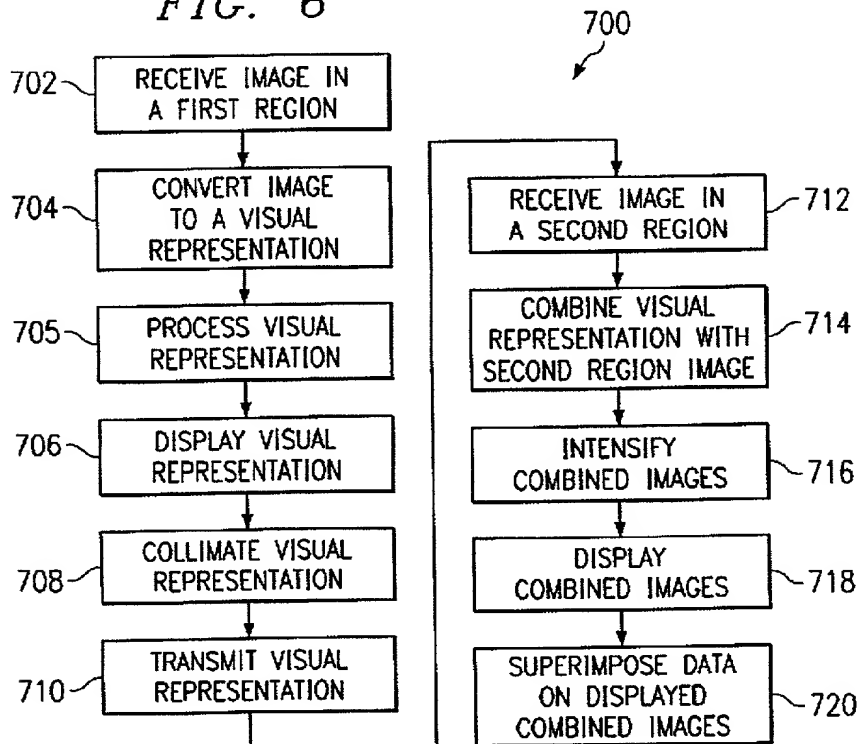 FIG. 6
700
702
RECEIVE IMAGE IN
A FIRST REGION
704
CONVERT IMAGE
TO A VISUAL
REPRESENTATION
705
PROCESS VISUAL
REPRESENTATION
706
DISPLAY VISUAL
REPRESENTATION
708
COLLIMATE VISUAL
REPRESENTATION
710
TRANSMIT VISUAL
REPRESENTATION
RECEIVE IMAGE IN
A SECOND REGION
712
COMBINE VISUAL
REPRESENTATION WITH
SECOND REGION IMAGE
714
INTENSIFY
COMBINED IMAGES
716
DISPLAY
COMBINED IMAGES
718
SUPERIMPOSE DATA
ON DISPLAYED
COMBINED IMAGES
720